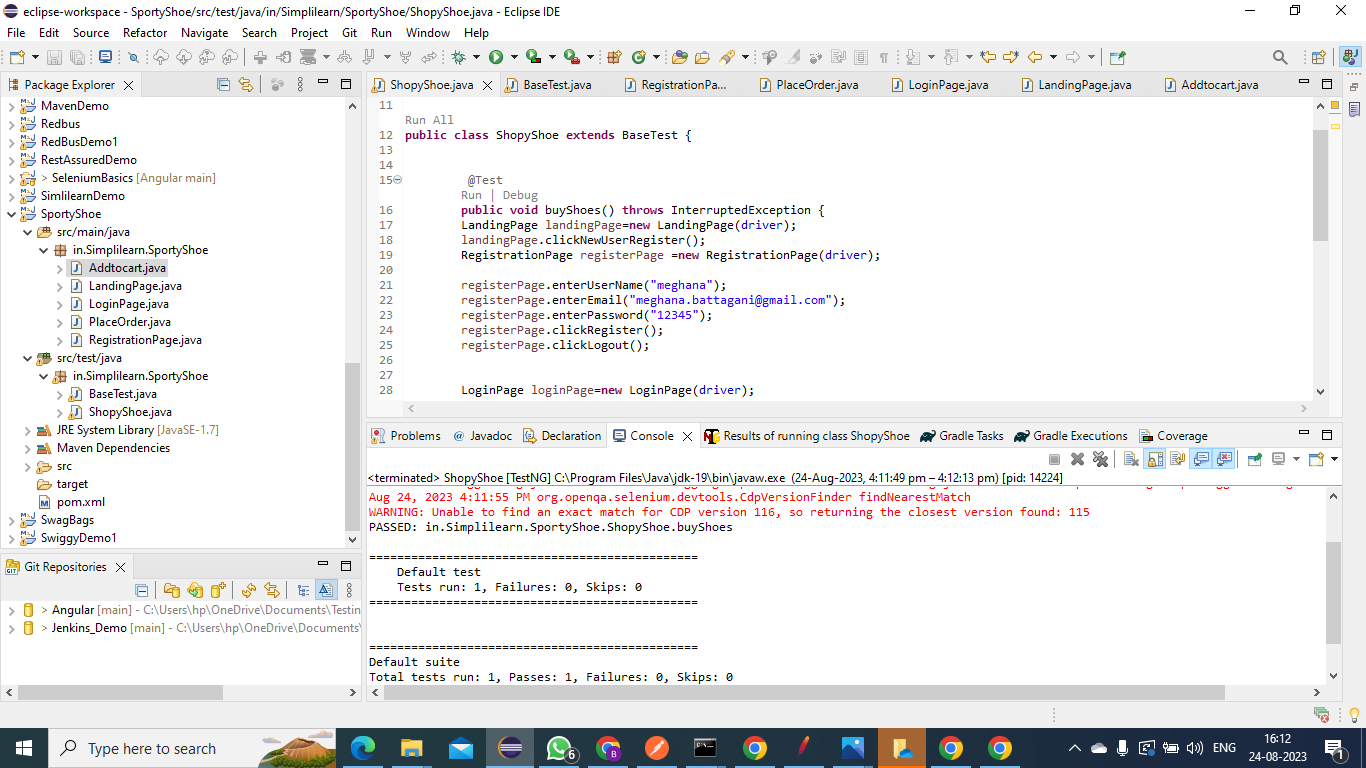 eclipse-workspace - SportyShoe/src/test/java/in/Simplilearn/SportyShoe/ShopyShoe.java - Eclipse IDE
File Edit Source Refactor Navigate Search Project Git Run Window Help
Package Explorer
MavenDemo
Redbus
RedBusDemo1
RestAssuredDemo
> SeleniumBasics [Angular main]
SimlilearnDemo
SportyShoe
src/main/java
in.Simplilearn.SportyShoe
Addtocart.java
LandingPage.java
LoginPage.java
PlaceOrder.java
RegistrationPage.java
src/test/java
in.Simplilearn.SportyShoe
BaseTest.java
ShopyShoe.java
JRE System Library [JavaSE-1.7]
Maven Dependencies
src
target
pom.xml
SwagBags
SwiggyDemo1
Git Repositories
> Angular [main] - C:\Users\hp\OneDrive\Documents\Testin
> Jenkins_Demo [main] - C:\Users\hp\OneDrive\Documents\
ShopyShoe.java BaseTest.java RegistrationPa... PlaceOrder.java LoginPage.java LandingPage.java Addtocart.java
11
Run All
12 public class ShopyShoe extends BaseTest {
13
14
15 @Test
Run | Debug
16 public void buyShoes() throws InterruptedException {
17 LandingPage landingPage=new LandingPage(driver);
18 landingPage.clickNewUserRegister();
19 RegistrationPage registerPage =new RegistrationPage(driver);
20
21 registerPage.enterUserName("meghana");
22 registerPage.enterEmail("meghana.battagani@gmail.com");
23 registerPage.enterPassword("12345");
24 registerPage.clickRegister();
25 registerPage.clickLogout();
26
27
28 LoginPage loginPage=new LoginPage(driver);
Problems @ Javadoc Declaration Console Results of running class ShopyShoe Gradle Tasks Gradle Executions Coverage
<terminated> ShopyShoe [TestNG] C:\Program Files\Java\jdk-19\bin\javaw.exe (24-Aug-2023, 4:11:49 pm – 4:12:13 pm) [pid: 14224]
Aug 24, 2023 4:11:55 PM org.openqa.selenium.devtools.CdpVersionFinder findNearestMatch
WARNING: Unable to find an exact match for CDP version 116, so returning the closest version found: 115
PASSED: in.Simplilearn.SportyShoe.ShopyShoe.buyShoes
===============================================
Default test
Tests run: 1, Failures: 0, Skips: 0
===============================================
===============================================
Default suite
Total tests run: 1, Passes: 1, Failures: 0, Skips: 0
Type here to search
6
B
ENG
16:12
24-08-2023
1